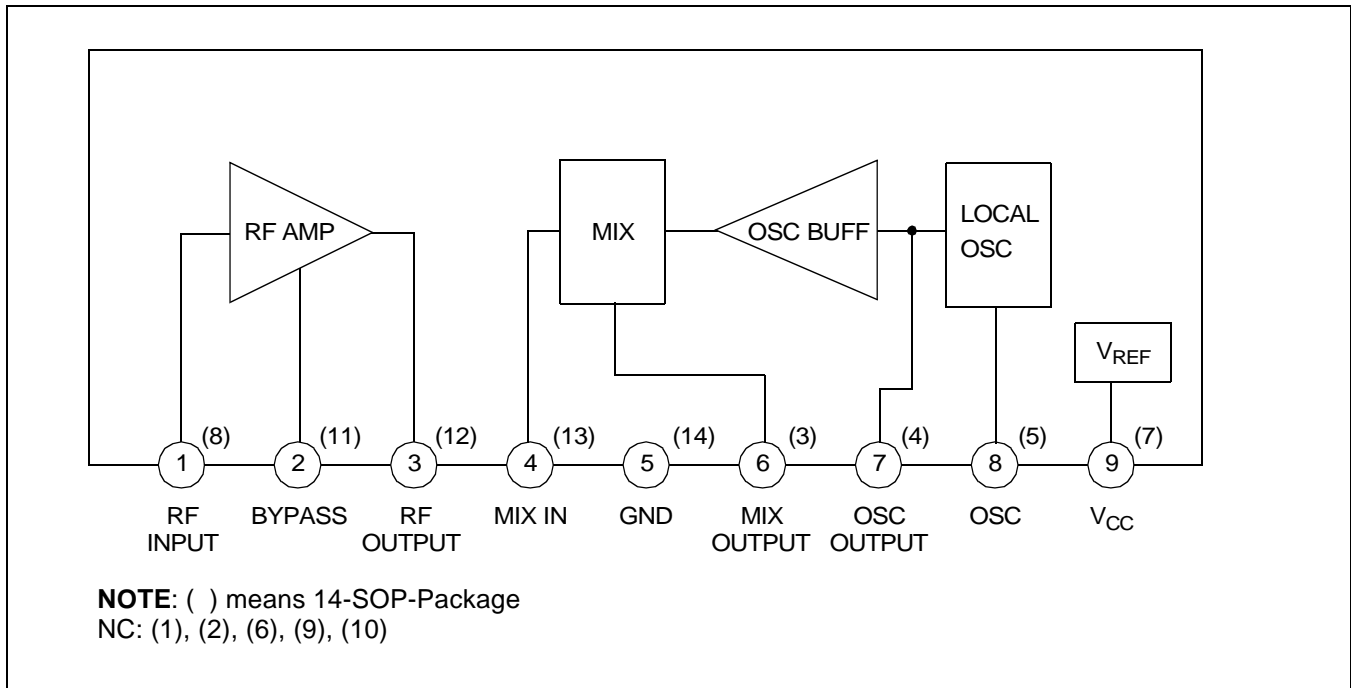 RF AMP
MIX
OSC BUFF
LOCAL
OSC
VREF
1 (8)
2 (11)
3 (12)
4 (13)
5 (14)
6 (3)
7 (4)
8 (5)
9 (7)
RF
INPUT
BYPASS
RF
OUTPUT
MIX IN
GND
MIX
OUTPUT
OSC
OUTPUT
OSC
VCC
NOTE: ( ) means 14-SOP-Package
NC: (1), (2), (6), (9), (10)